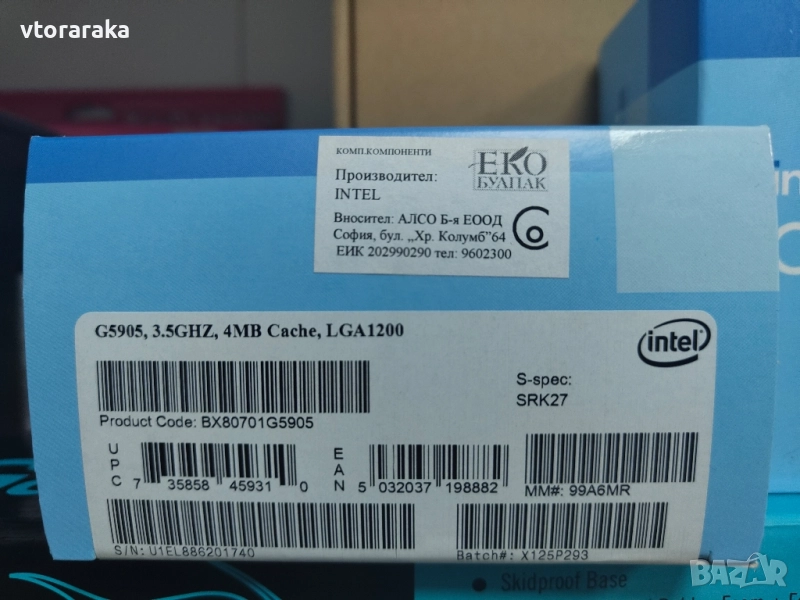 vtoraraka
КОМП.КОМПОНЕНТИ
Производител:
INTEL
ЕКО
БУЛПАК
Вносител: АЛСО Б-я ЕООД
София, бул. „Хр. Колумб"64
ЕИК 202990290 тел: 9602300
G5905, 3.5GHZ, 4MB Cache, LGA1200
intel
S-spec:
SRK27
Product Code: BX80701G5905
UPC 7 35858 45931 0
EAN 5 032037 198882
MM#: 99A6MR
S/N: U1EL886201740
Batch#: X125P293
Skidproof Base
BAZAR